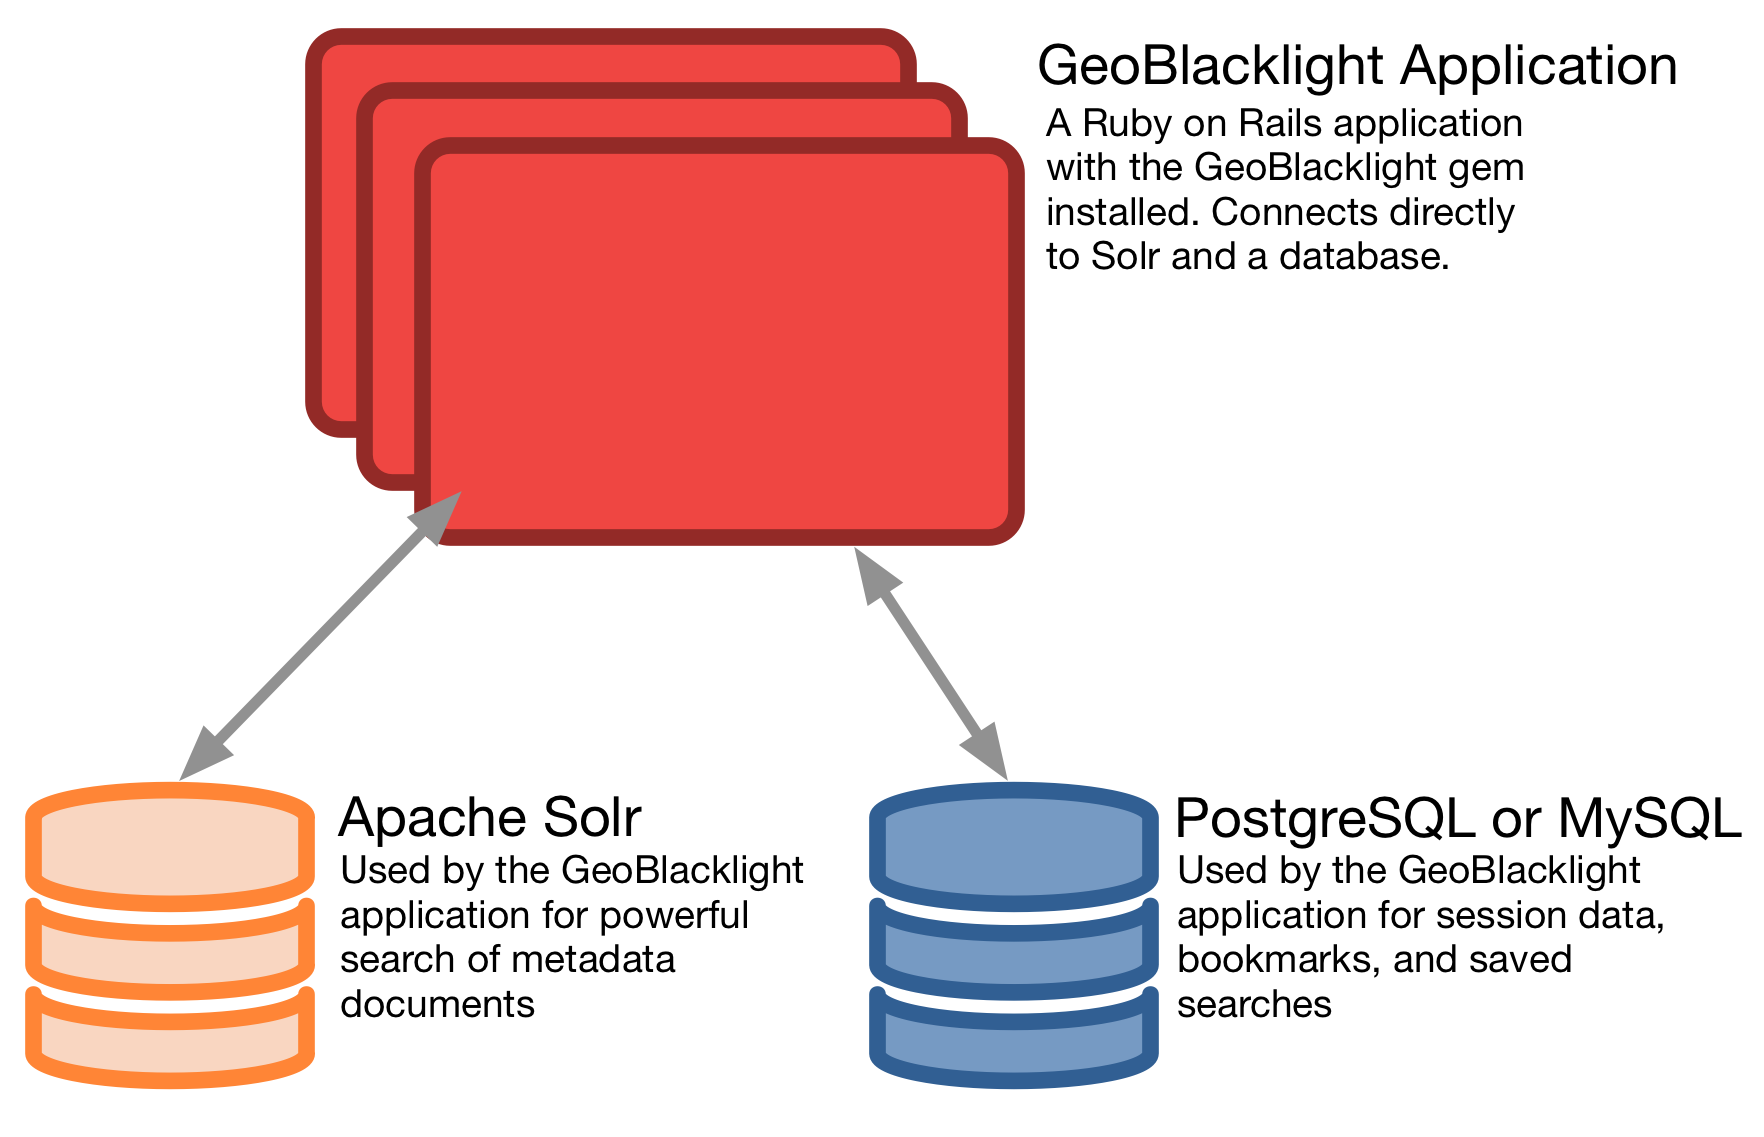 GeoBlacklight Application
A Ruby on Rails application
with the GeoBlacklight gem
installed. Connects directly
to Solr and a database.
Apache Solr
Used by the GeoBlacklight
application for powerful
search of metadata
documents
PostgreSQL or MySQL
Used by the GeoBlacklight
application for session data,
bookmarks, and saved
searches